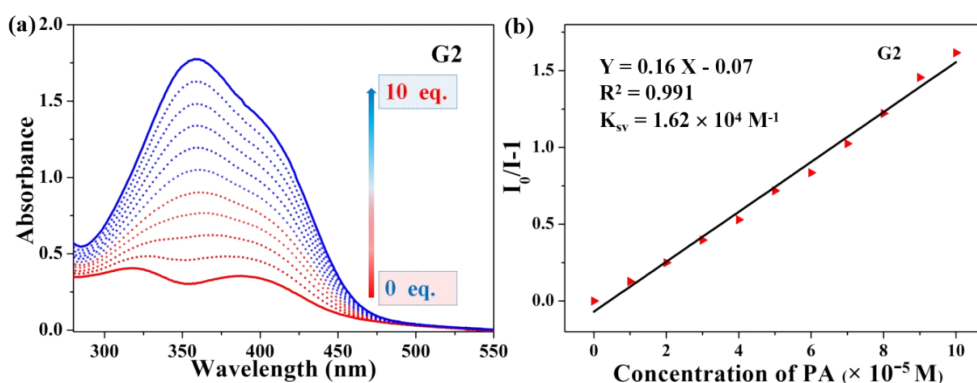 (a)
G2
10 eq.
0 eq.
Absorbance
2.0
1.5
1.0
0.5
0.0
300 350 400 450 500 550
Wavelength (nm)
(b)
G2
Y = 0.16 X - 0.07
R² = 0.991
Kₛᵥ = 1.62 × 10⁴ M⁻¹
I₀/I-1
1.5
1.0
0.5
0.0
0 2 4 6 8 10
Concentration of PA (× 10⁻⁵ M)